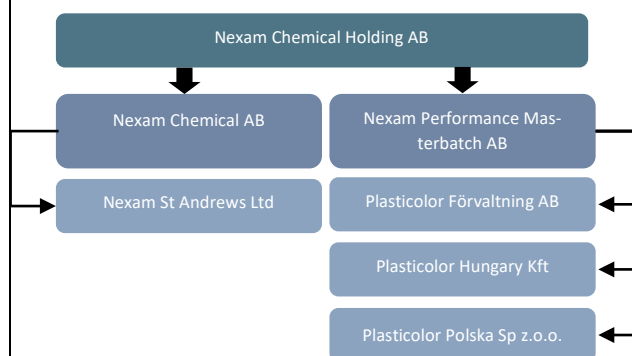 Nexam Chemical Holding AB
Nexam Chemical AB
Nexam Performance Mas-
terbatch AB
Nexam St Andrews Ltd
Plasticolor Förvaltning AB
Plasticolor Hungary Kft
Plasticolor Polska Sp z.o.o.